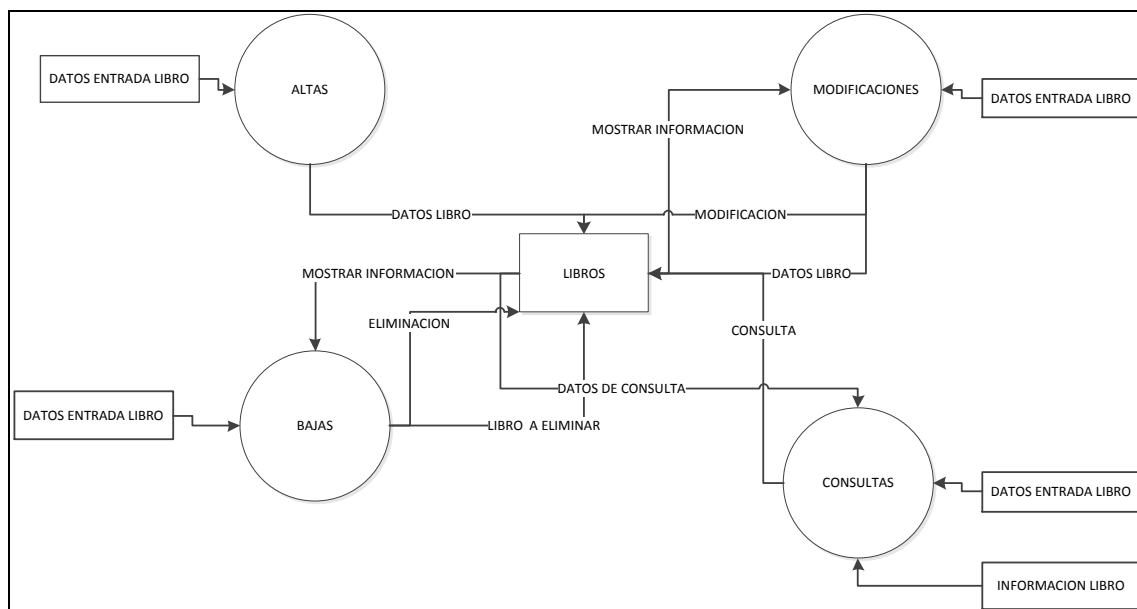 DATOS ENTRADA LIBRO
ALTAS
MODIFICACIONES
DATOS ENTRADA LIBRO
MOSTRAR INFORMACION
DATOS LIBRO
MODIFICACION
MOSTRAR INFORMACION
LIBROS
DATOS LIBRO
ELIMINACION
CONSULTA
DATOS DE CONSULTA
DATOS ENTRADA LIBRO
BAJAS
LIBRO A ELIMINAR
CONSULTAS
DATOS ENTRADA LIBRO
INFORMACION LIBRO